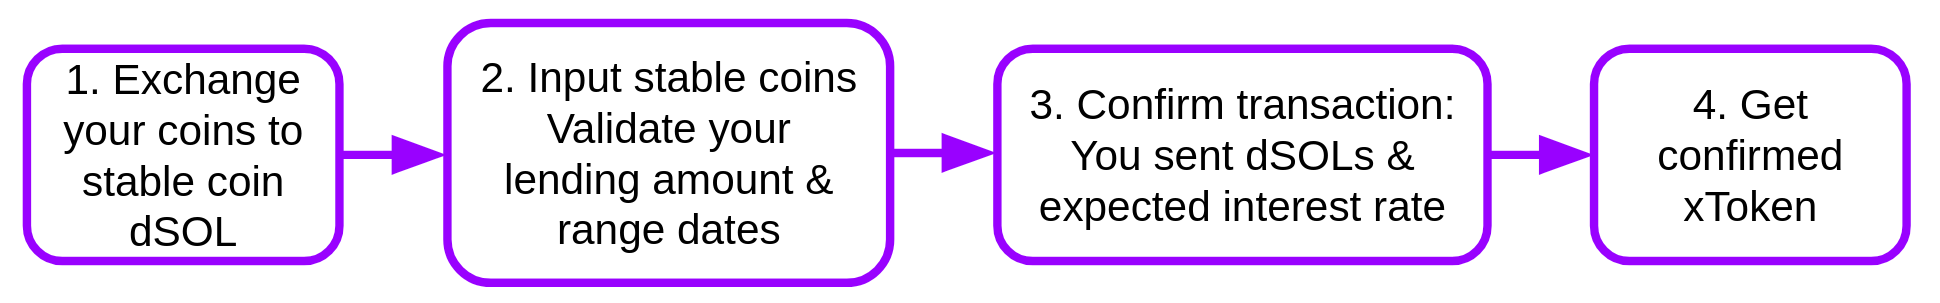 1. Exchange
your coins to
stable coin
dSOL
2. Input stable coins
Validate your
lending amount &
range dates
3. Confirm transaction:
You sent dSOLs &
expected interest rate
4. Get
confirmed
xToken